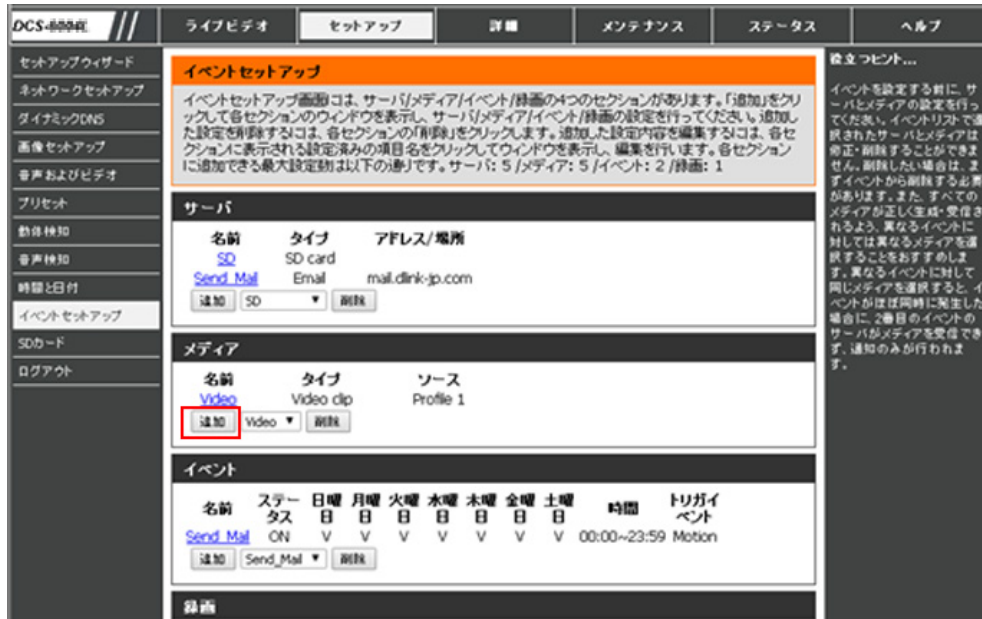 DCS-
ライブビデオ
セットアップ
詳細
メンテナンス
ステータス
ヘルプ
セットアップウィザード
ネットワークセットアップ
ダイナミックDNS
画像セットアップ
音声およびビデオ
プリセット
動体検知
音声検知
時間と日付
イベントセットアップ
SDカード
ログアウト
イベントセットアップ
イベントセットアップ画面には、サーバ/メディア/イベント/録画の4つのセクションがあります。「追加」をクリ
ックして各セクションのウィンドウを表示し、サーバ/メディア/イベント/録画の設定を行ってください。追加し
た設定を削除するには、各セクションの「削除」をクリックします。追加した設定内容を編集するには、各セ
クションに表示される設定済みの項目名をクリックしてウィンドウを表示し、編集を行います。各セクション
に追加できる最大設定数は以下の通りです。サーバ: 5 /メディア: 5 /イベント: 2 /録画: 1
サーバ
名前 タイプ アドレス/場所
SD SD card
Send_Mail Email mail.dlink-jp.com
追加 SD 削除
メディア
名前 タイプ ソース
Video Video clip Profile 1
追加 Video 削除
イベント
名前 ステー 日曜 月曜 火曜 水曜 木曜 金曜 土曜 時間 トリガイ
タス 日 日 日 日 日 日 日 ベント
Send_Mail ON V V V V V V V 00:00~23:59 Motion
追加 Send_Mail 削除
録画
役立つヒント...
イベントを設定する前に、サ
ーバとメディアの設定を行っ
てください。イベントリストで選
択されたサーバとメディアは
修正・削除することができま
せん。削除したい場合は、ま
ずイベントから削除する必要
があります。また、すべての
メディアが正しく生成・受信さ
れるよう、異なるイベントに
対しては異なるメディアを選
択することをおすすめしま
す。異なるイベントに対して
同じメディアを選択すると、イ
ベントがほぼ同時に発生した
場合に、2番目のイベントの
サーバがメディアを受信でき
ず、通知のみが行われま
す。